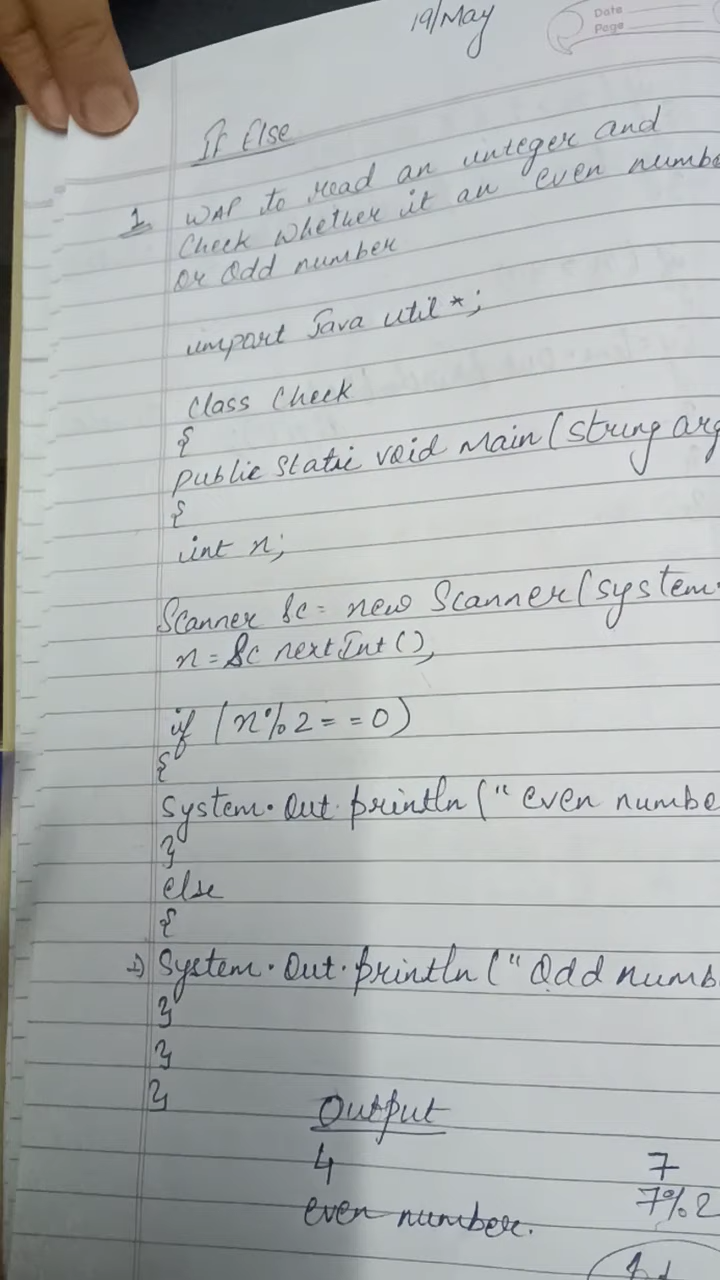 19/May
Date
Page
If Else
1. WAP to read an integer and
Check whether it an even numbe
or Odd number
import Java util *;
Class Check
{
public static void Main (string arg
{
int n;
Scanner Sc = new Scanner (system.
n = Sc nextInt (),
if (n%2 = = 0)
{
System.Out.println (" even numbe
}
else
{
System.Out.println (" Odd numb
}
}
}
Output
4 7
even number. 7%2